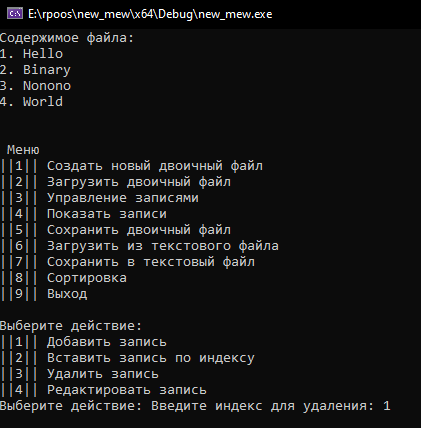 E:\rpoos\new_mew\x64\Debug\new_mew.exe
Содержимое файла:
1. Hello
2. Binary
3. Nonono
4. World
Меню
||1|| Создать новый двоичный файл
||2|| Загрузить двоичный файл
||3|| Управление записями
||4|| Показать записи
||5|| Сохранить двоичный файл
||6|| Загрузить из текстового файла
||7|| Сохранить в текстовый файл
||8|| Сортировка
||9|| Выход
Выберите действие:
||1|| Добавить запись
||2|| Вставить запись по индексу
||3|| Удалить запись
||4|| Редактировать запись
Выберите действие: Введите индекс для удаления: 1